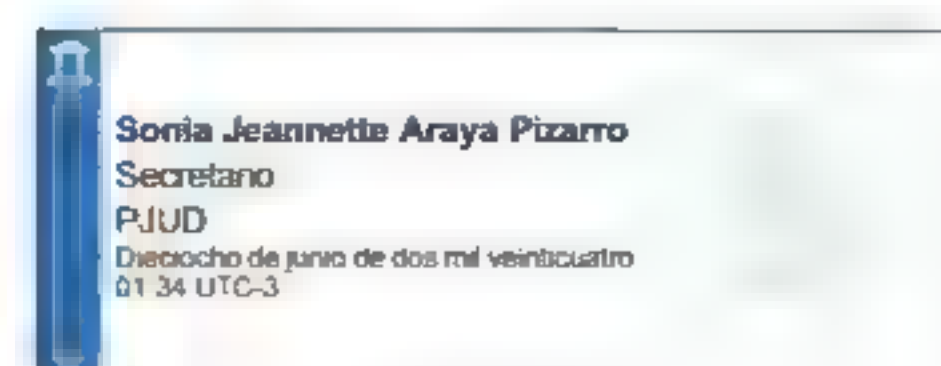 Sonia Jeannette Araya Pizarro
Secretario
PJUD
Dieciocho de junio de dos mil veinticuatro
01:34 UTC-3